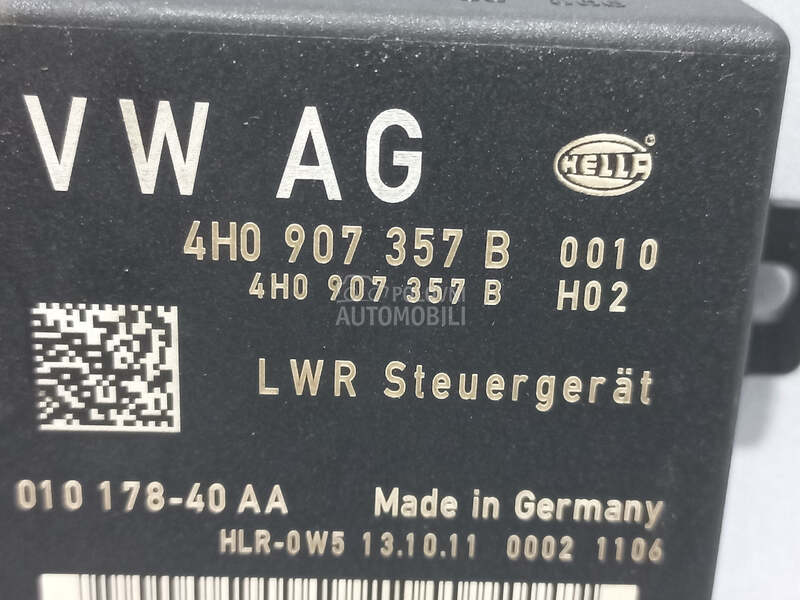 VW AG
HELLA
4H0 907 357 B 0010
4H0 907 357 B H02
POLOVNI
AUTOMOBILI
LWR Steuergerät
010 178-40 AA Made in Germany
HLR-0W5 13.10.11 0002 1106